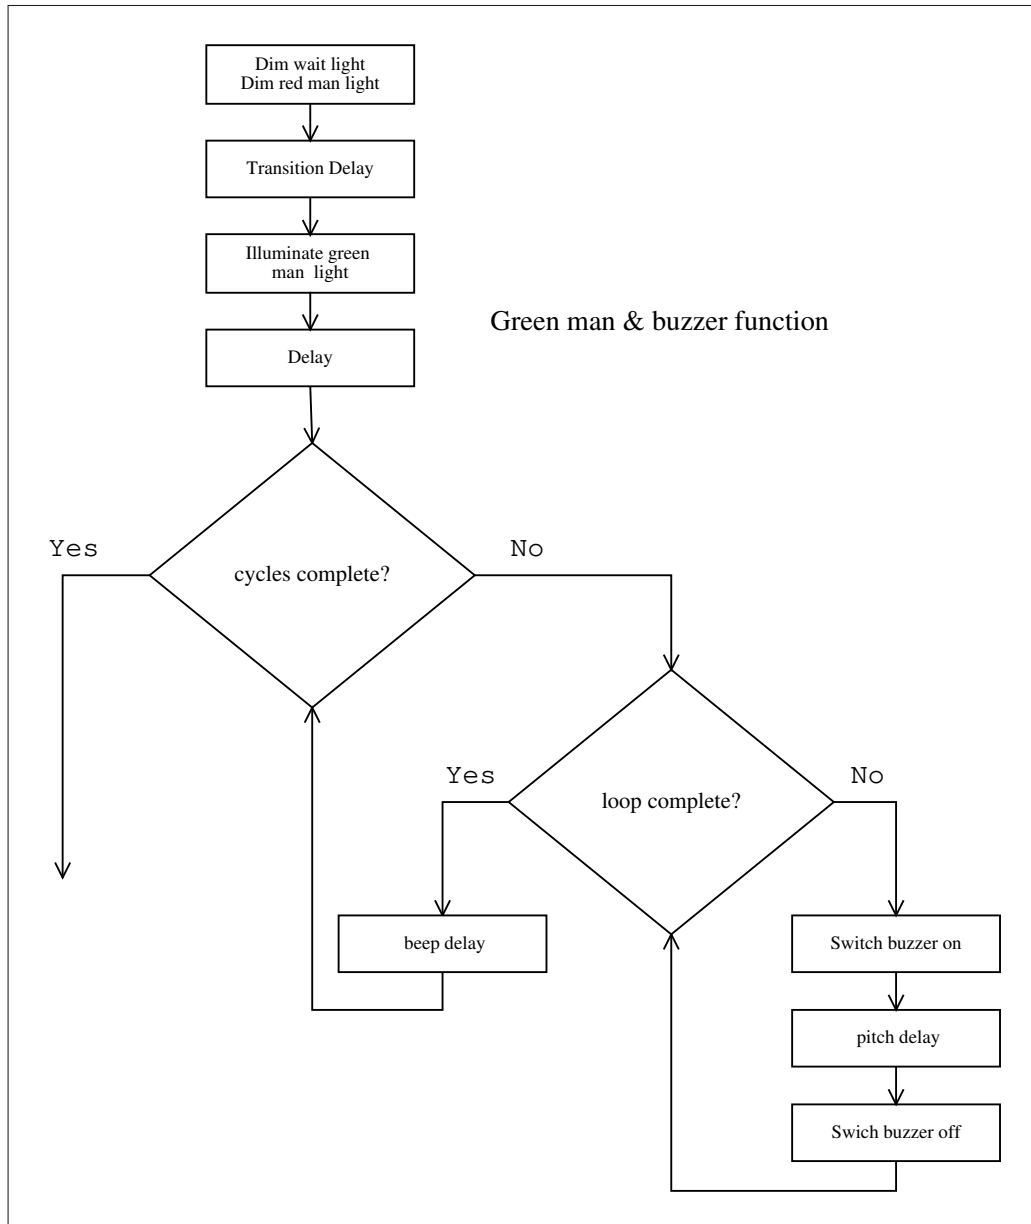 Dim wait light
Dim red man light
Transition Delay
Illuminate green
man light
Green man & buzzer function
Delay
Yes
No
cycles complete?
Yes
No
loop complete?
beep delay
Switch buzzer on
pitch delay
Swich buzzer off